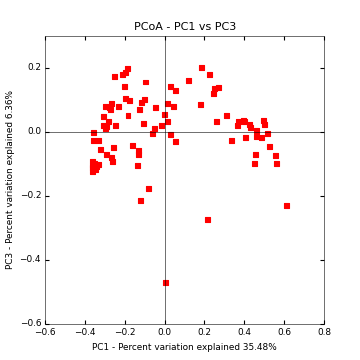 PCoA - PC1 vs PC3
PC3 - Percent variation explained 6.36%
0.2
0.0
−0.2
−0.4
−0.6
−0.6 −0.4 −0.2 0.0 0.2 0.4 0.6 0.8
PC1 - Percent variation explained 35.48%